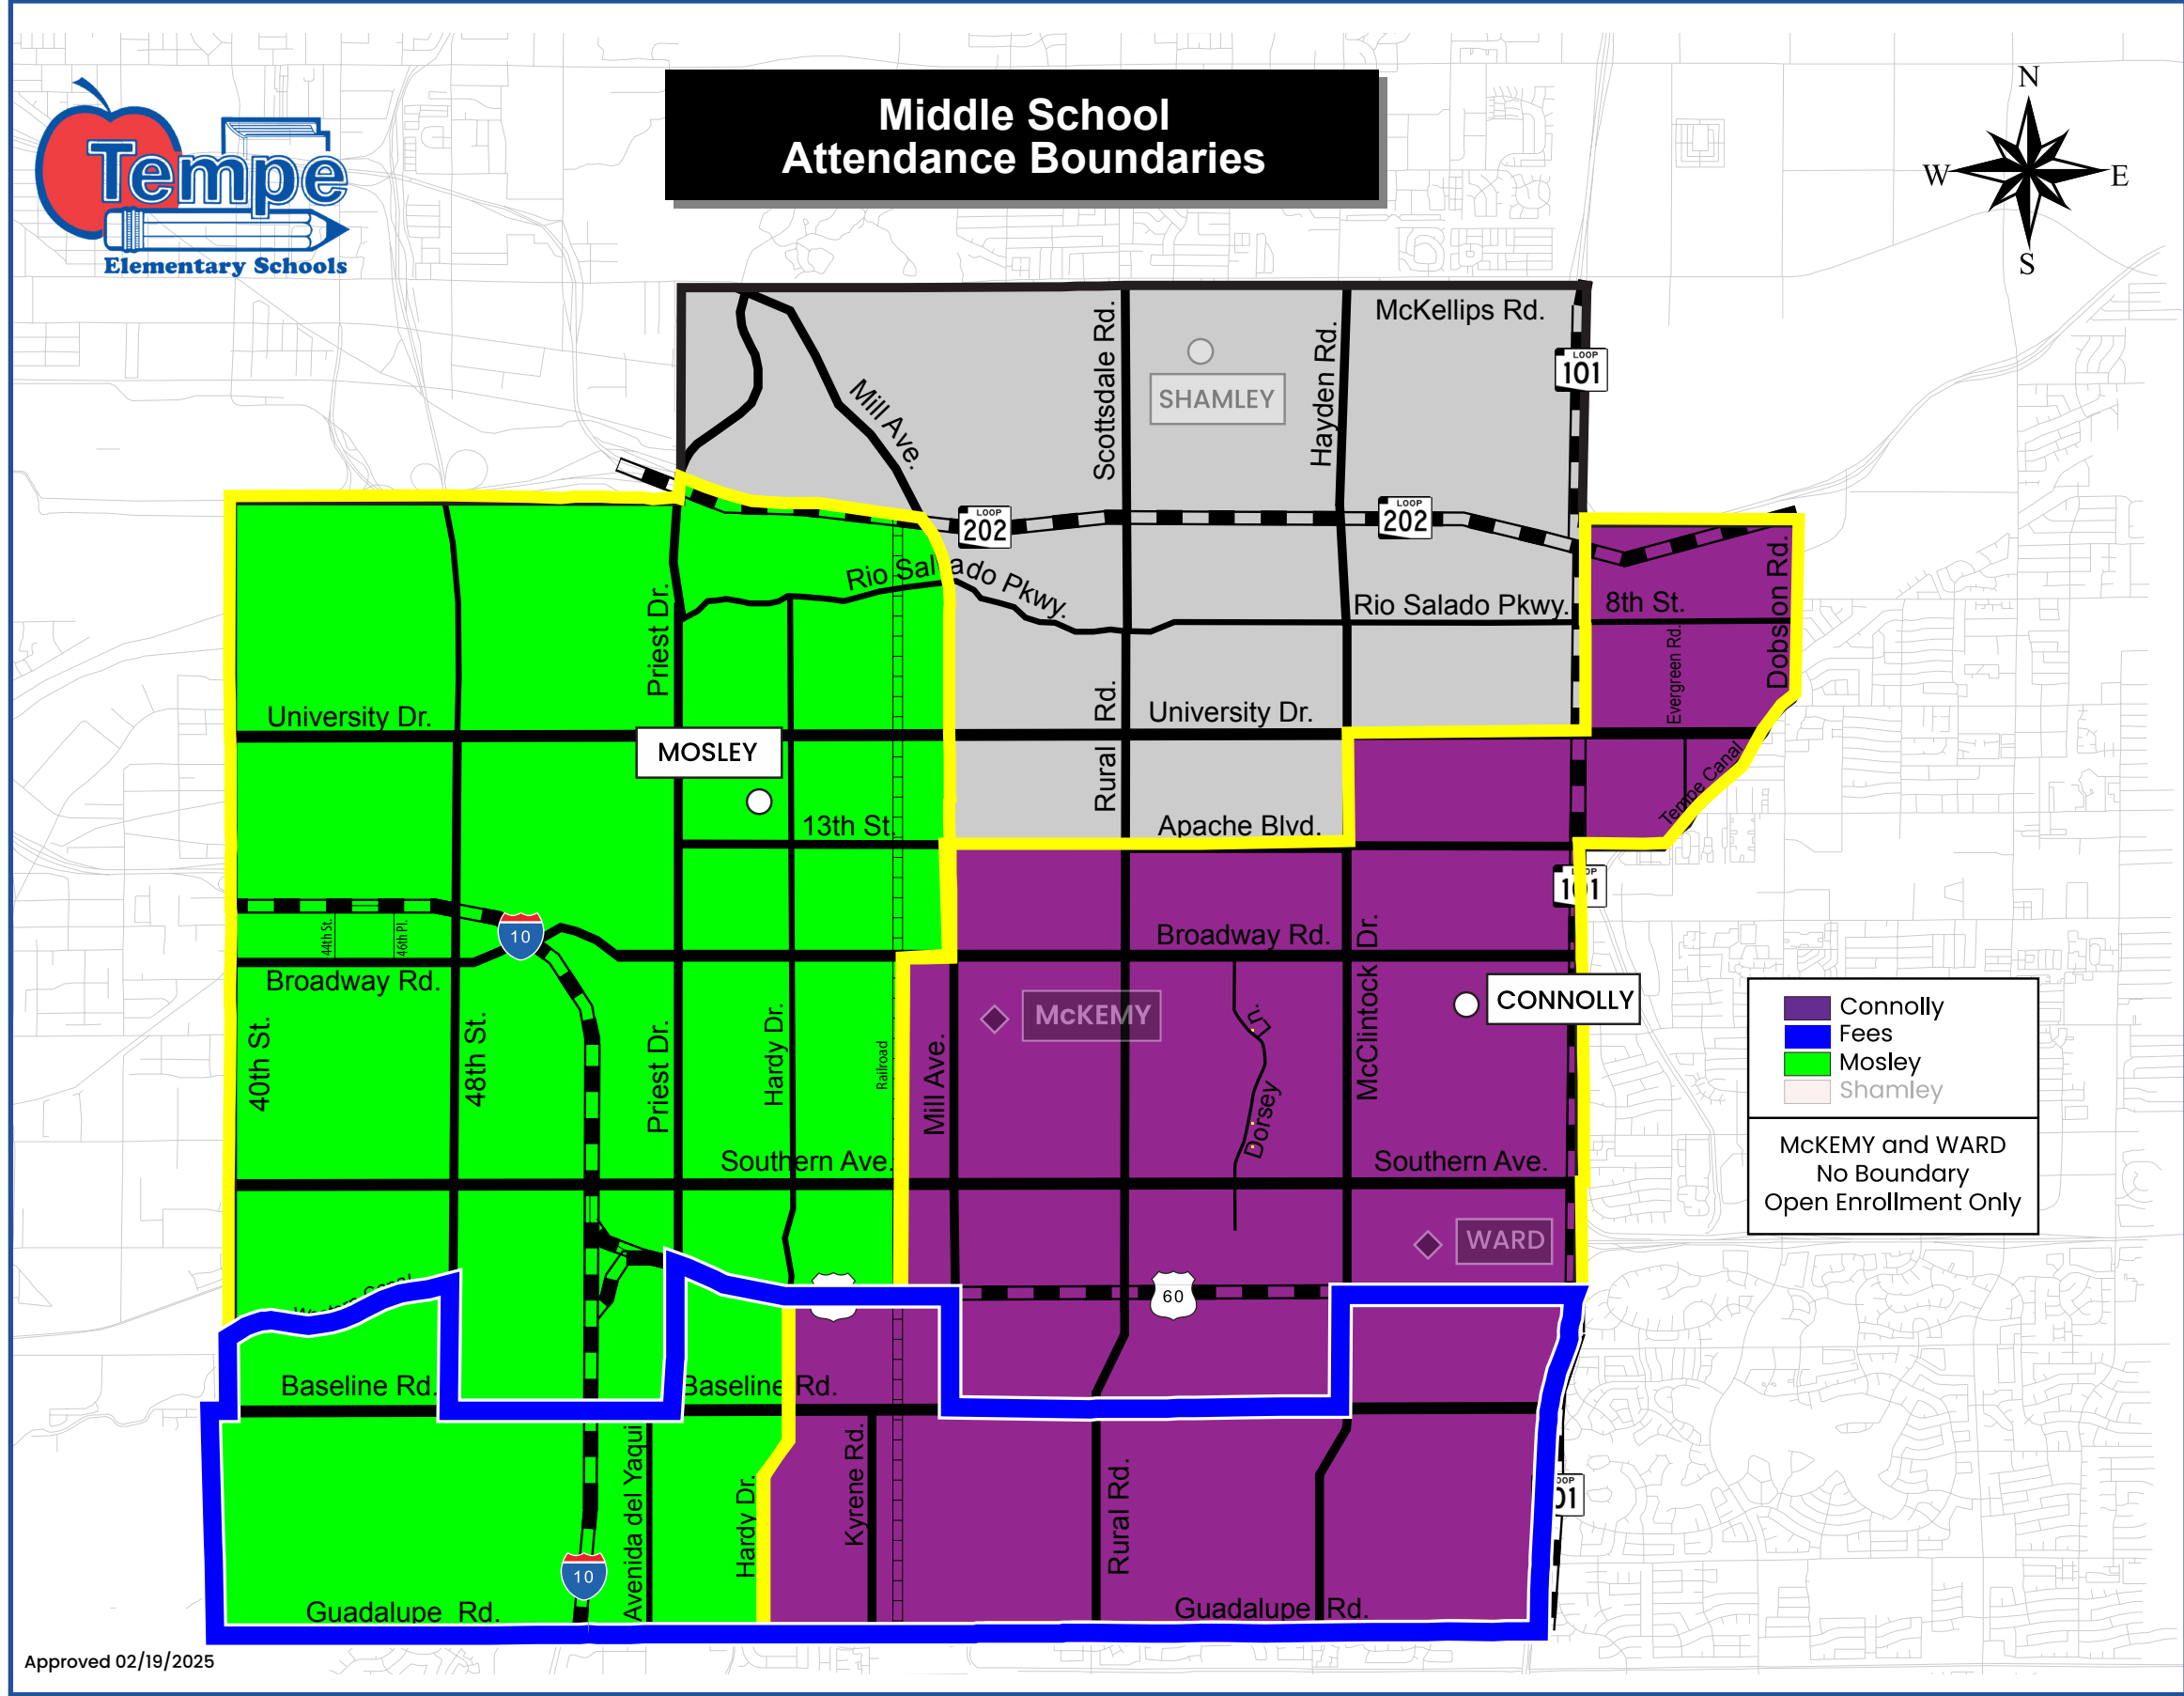 Middle School
Attendance Boundaries
Tempe
Elementary Schools
N
W
E
S
McKellips Rd.
Scottsdale Rd.
Hayden Rd.
LOOP
101
SHAMLEY
Mill Ave.
LOOP
202
LOOP
202
Rio Salado Pkwy.
Rio Salado Pkwy.
8th St.
Priest Dr.
Evergreen Rd.
Dobson Rd.
University Dr.
Rural Rd.
University Dr.
MOSLEY
Tempe Canal
13th St.
Apache Blvd.
LOOP
101
44th St.
46th Pl.
10
Broadway Rd.
Broadway Rd.
McKEMY
CONNOLLY
40th St.
48th St.
Priest Dr.
Hardy Dr.
Railroad
Mill Ave.
Dorsey Ln.
McClintock Dr.
Connolly
Fees
Mosley
Shamley
McKEMY and WARD
No Boundary
Open Enrollment Only
Southern Ave.
Southern Ave.
WARD
60
Baseline Rd.
Baseline Rd.
Avenida del Yaqui
Hardy Dr.
Kyrene Rd.
Rural Rd.
10
Guadalupe Rd.
Guadalupe Rd.
Approved 02/19/2025